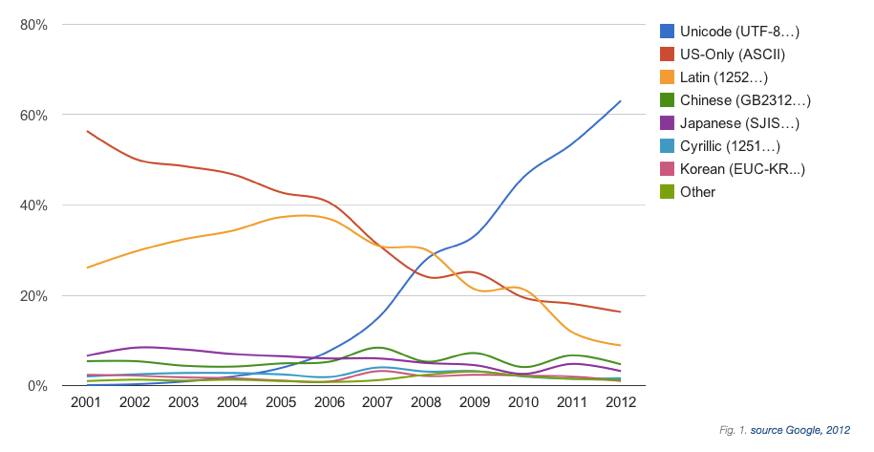 80%
60%
40%
20%
0%
2001 2002 2003 2004 2005 2006 2007 2008 2009 2010 2011 2012
Unicode (UTF-8…)
US-Only (ASCII)
Latin (1252…)
Chinese (GB2312…)
Japanese (SJIS…)
Cyrillic (1251…)
Korean (EUC-KR...)
Other
Fig. 1. source Google, 2012